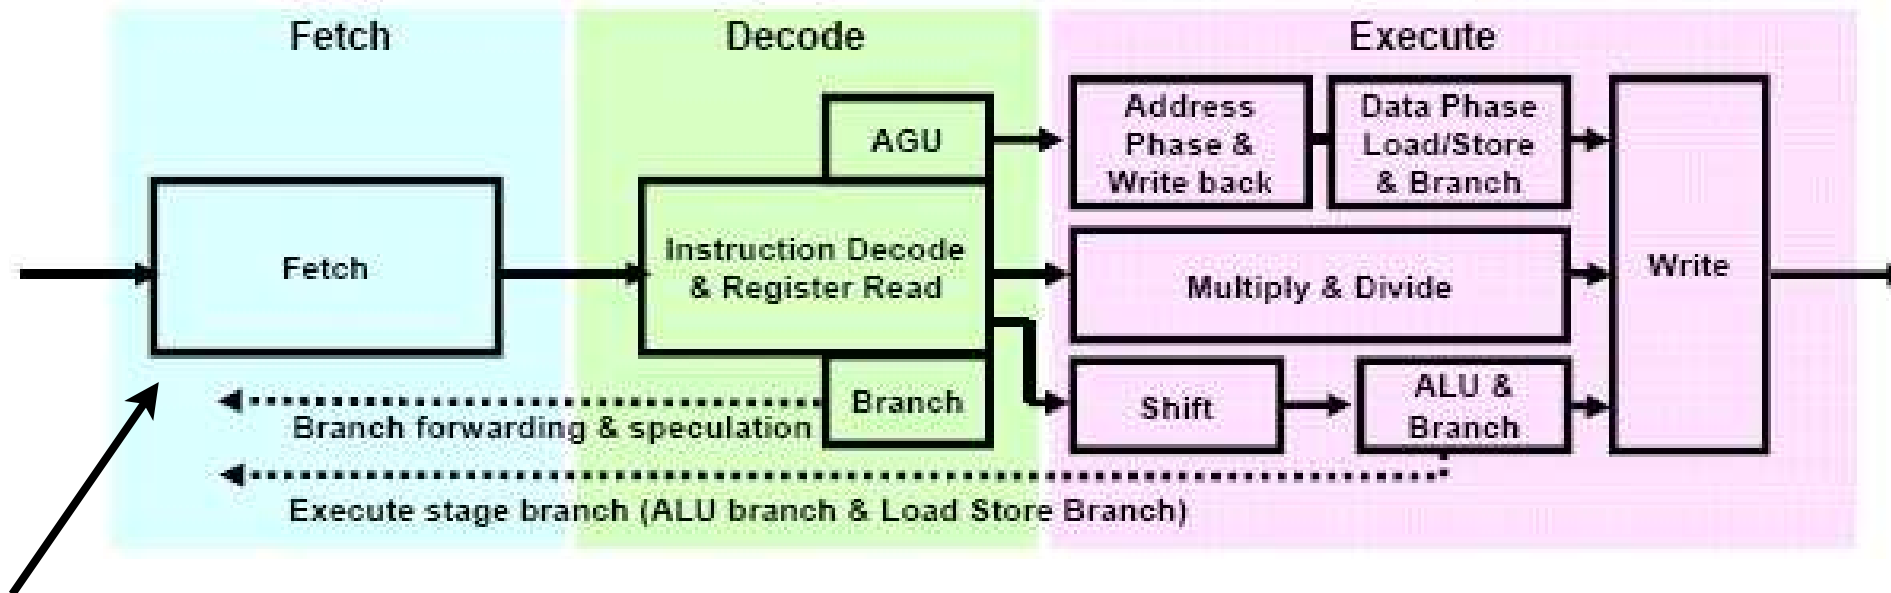 Fetch
Decode
Execute
AGU
Address
Phase &
Write back
Data Phase
Load/Store
& Branch
Fetch
Instruction Decode
& Register Read
Multiply & Divide
Write
Branch
Shift
ALU &
Branch
Branch forwarding & speculation
Execute stage branch (ALU branch & Load Store Branch)